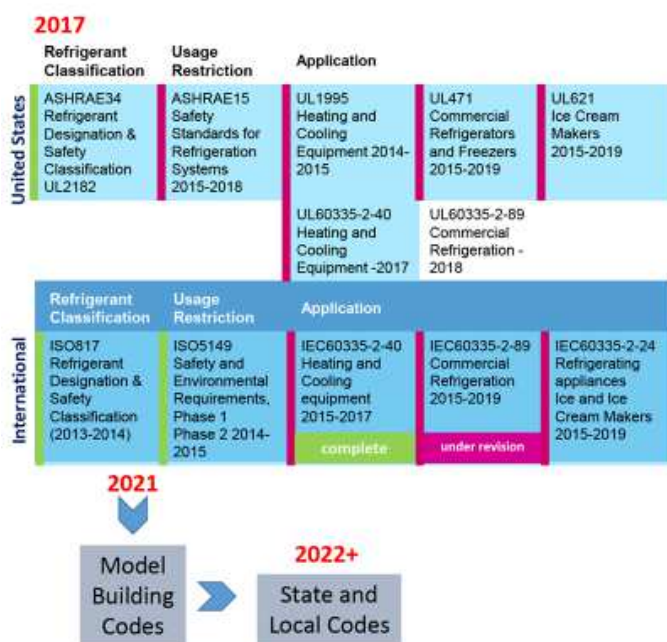 2017
Refrigerant
Classification
Usage
Restriction
Application
United States
ASHRAE34
Refrigerant
Designation &
Safety
Classification
UL2182
ASHRAE15
Safety
Standards for
Refrigeration
Systems
2015-2018
UL1995
Heating and
Cooling
Equipment 2014-
2015
UL471
Commercial
Refrigerators
and Freezers
2015-2019
UL621
Ice Cream
Makers
2015-2019
UL60335-2-40
Heating and
Cooling
Equipment -2017
UL60335-2-89
Commercial
Refrigeration -
2018
Refrigerant
Classification
Usage
Restriction
Application
International
ISO817
Refrigerant
Designation &
Safety
Classification
(2013-2014)
ISO5149
Safety and
Environmental
Requirements,
Phase 1
Phase 2 2014-
2015
IEC60335-2-40
Heating and
Cooling
equipment
2015-2017
complete
IEC60335-2-89
Commercial
Refrigeration
2015-2019
under revision
IEC60335-2-24
Refrigerating
appliances
Ice and Ice
Cream Makers
2015-2019
2021
Model
Building
Codes
2022+
State and
Local Codes